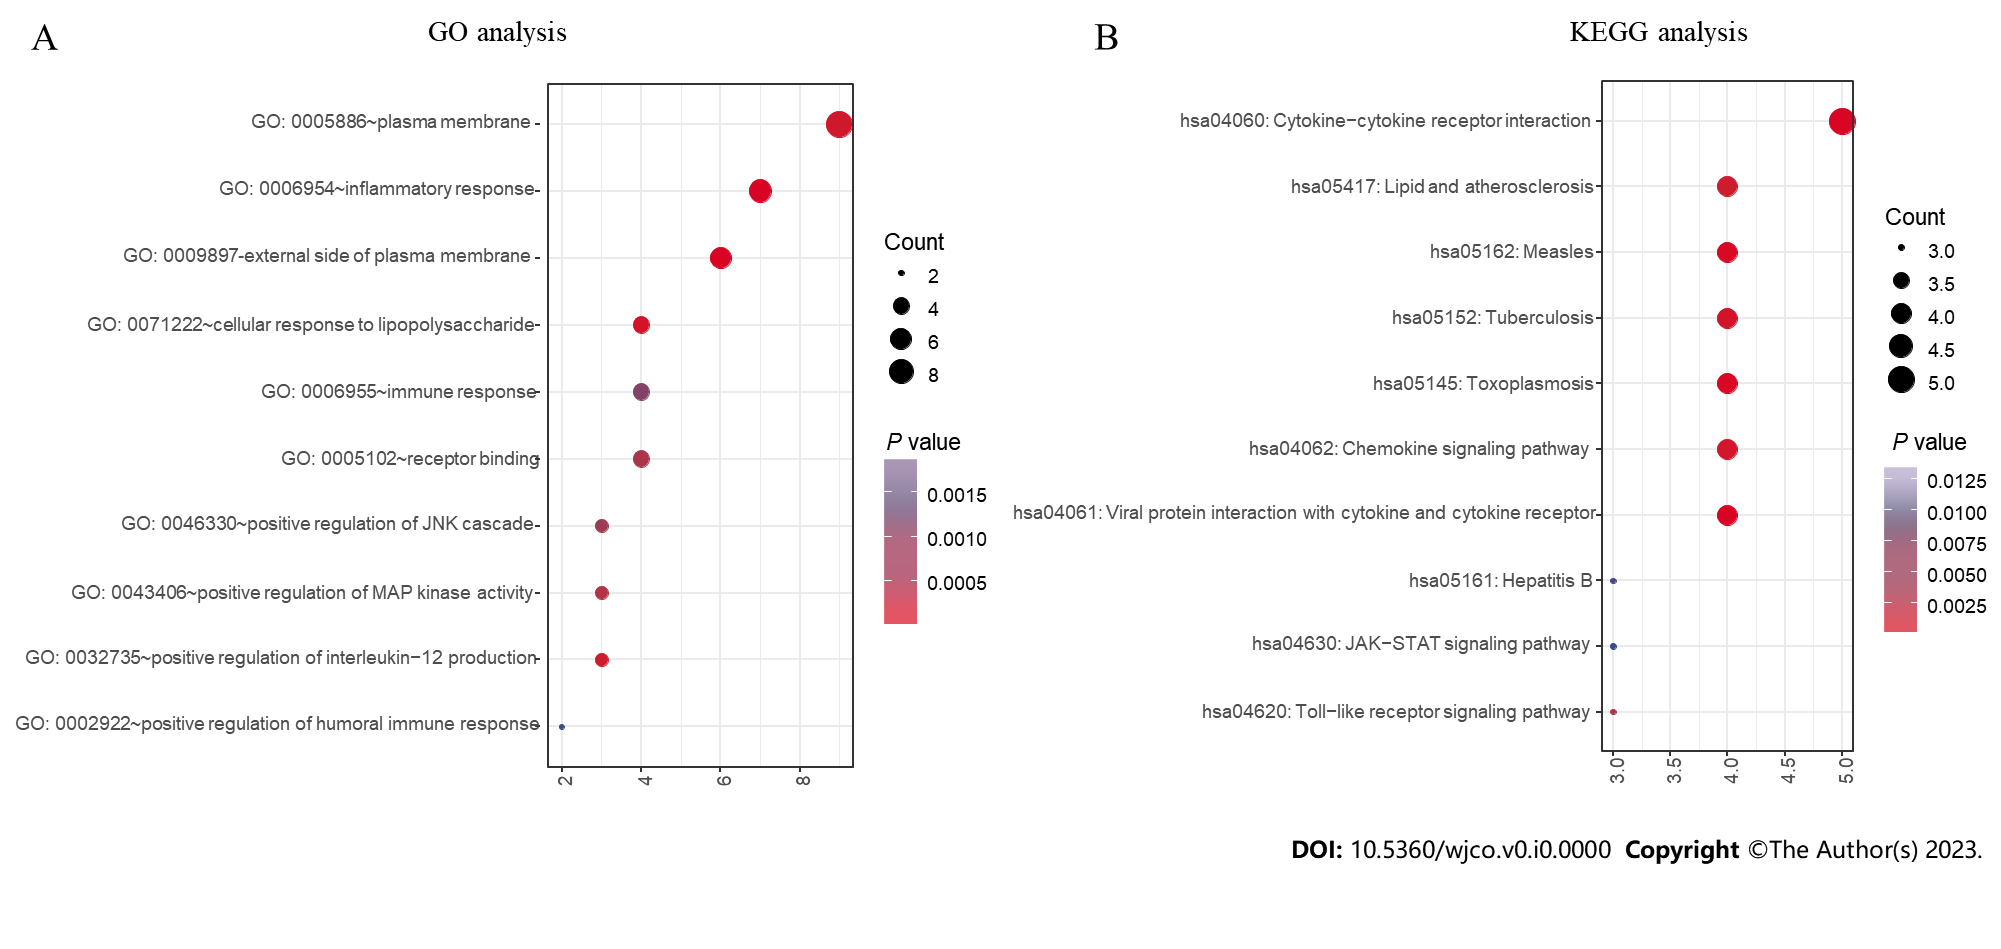 A
GO analysis
GO: 0005886~plasma membrane
GO: 0006954~inflammatory response
GO: 0009897-external side of plasma membrane
GO: 0071222~cellular response to lipopolysaccharide
GO: 0006955~immune response
GO: 0005102~receptor binding
GO: 0046330~positive regulation of JNK cascade
GO: 0043406~positive regulation of MAP kinase activity
GO: 0032735~positive regulation of interleukin−12 production
GO: 0002922~positive regulation of humoral immune response
2 4 6 8
Count
2
4
6
8
P value
0.0015
0.0010
0.0005
B
KEGG analysis
hsa04060: Cytokine−cytokine receptor interaction
hsa05417: Lipid and atherosclerosis
hsa05162: Measles
hsa05152: Tuberculosis
hsa05145: Toxoplasmosis
hsa04062: Chemokine signaling pathway
hsa04061: Viral protein interaction with cytokine and cytokine receptor
hsa05161: Hepatitis B
hsa04630: JAK−STAT signaling pathway
hsa04620: Toll−like receptor signaling pathway
3.0 3.5 4.0 4.5 5.0
Count
3.0
3.5
4.0
4.5
5.0
P value
0.0125
0.0100
0.0075
0.0050
0.0025
DOI: 10.5360/wjco.v0.i0.0000 Copyright ©The Author(s) 2023.